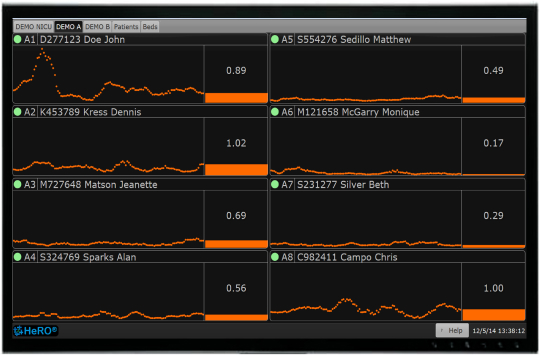 DEMO NICU DEMO A DEMO B Patients Beds
A1 D277123 Doe John
0.89
A5 S554276 Sedillo Matthew
0.49
A2 K453789 Kress Dennis
1.02
A6 M121658 McGarry Monique
0.17
A3 M727648 Matson Jeanette
0.69
A7 S231277 Silver Beth
0.29
A4 S324769 Sparks Alan
0.56
A8 C982411 Campo Chris
1.00
HeRO® Help 12/5/14 13:38:12